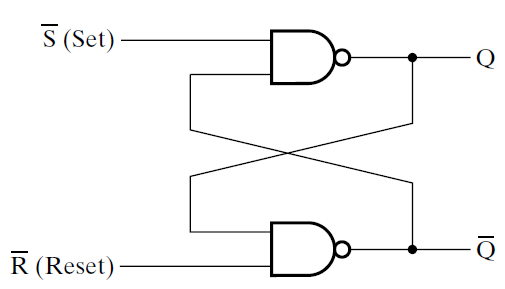 S̅ (Set)
Q
R̅ (Reset)
Q̅